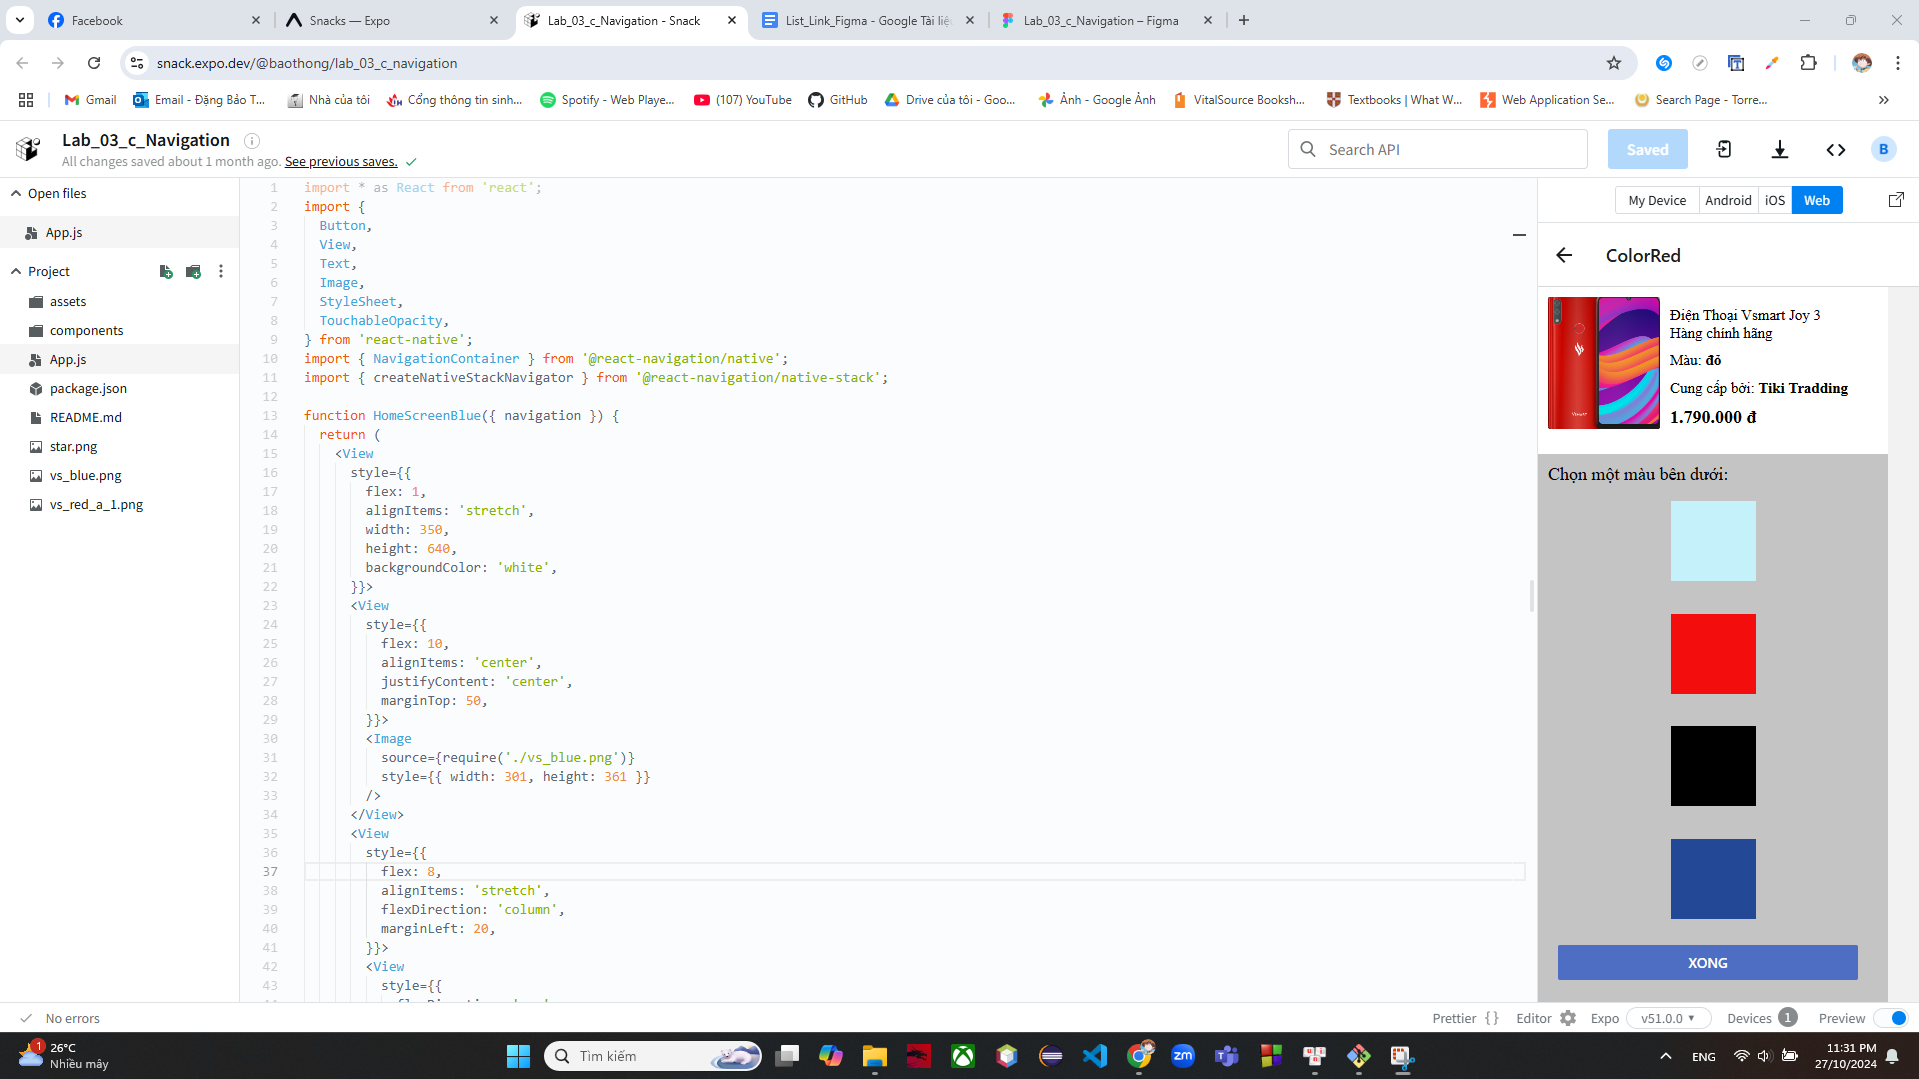 Facebook
Snacks — Expo
Lab_03_c_Navigation - Snack
List_Link_Figma - Google Tài liệ
Lab_03_c_Navigation – Figma
snack.expo.dev/@baothong/lab_03_c_navigation
Gmail
Email - Đặng Bảo T...
Nhà của tôi
Cổng thông tin sinh...
Spotify - Web Playe...
(107) YouTube
GitHub
Drive của tôi - Goo...
Ảnh - Google Ảnh
VitalSource Booksh...
Textbooks | What W...
Web Application Se...
Search Page - Torre...
Lab_03_c_Navigation
All changes saved about 1 month ago. See previous saves.
Search API
Saved
B
Open files
App.js
Project
assets
components
App.js
package.json
README.md
star.png
vs_blue.png
vs_red_a_1.png
1 import * as React from 'react';
2 import {
3 Button,
4 View,
5 Text,
6 Image,
7 StyleSheet,
8 TouchableOpacity,
9 } from 'react-native';
10 import { NavigationContainer } from '@react-navigation/native';
11 import { createNativeStackNavigator } from '@react-navigation/native-stack';
12
13 function HomeScreenBlue({ navigation }) {
14 return (
15 <View
16 style={{
17 flex: 1,
18 alignItems: 'stretch',
19 width: 350,
20 height: 640,
21 backgroundColor: 'white',
22 }}>
23 <View
24 style={{
25 flex: 10,
26 alignItems: 'center',
27 justifyContent: 'center',
28 marginTop: 50,
29 }}>
30 <Image
31 source={require('./vs_blue.png')}
32 style={{ width: 301, height: 361 }}
33 />
34 </View>
35 <View
36 style={{
37 flex: 8,
38 alignItems: 'stretch',
39 flexDirection: 'column',
40 marginLeft: 20,
41 }}>
42 <View
43 style={{
My Device
Android
iOS
Web
ColorRed
Điện Thoại Vsmart Joy 3
Hàng chính hãng
Màu: đỏ
Cung cấp bởi: Tiki Tradding
1.790.000 đ
Chọn một màu bên dưới:
XONG
No errors
Prettier {}
Editor
Expo
v51.0.0
Devices 1
Preview
1
26°C
Nhiều mây
Tìm kiếm
zm
ENG
11:31 PM
27/10/2024